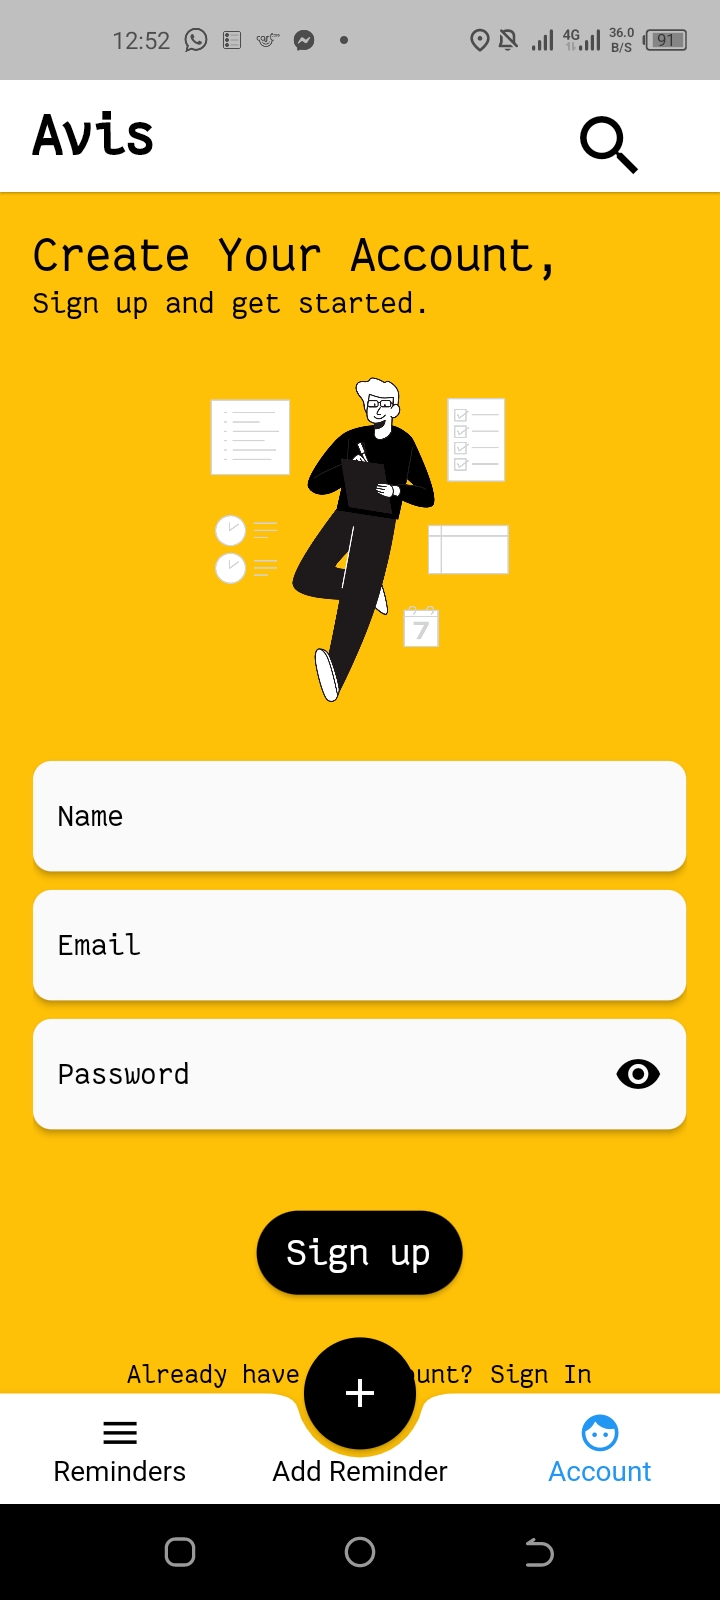 12:52
4G
36.0
B/S
91
Avis
Create Your Account,
Sign up and get started.
7
Name
Email
Password
Sign up
Already have unt? Sign In
Reminders
Add Reminder
Account